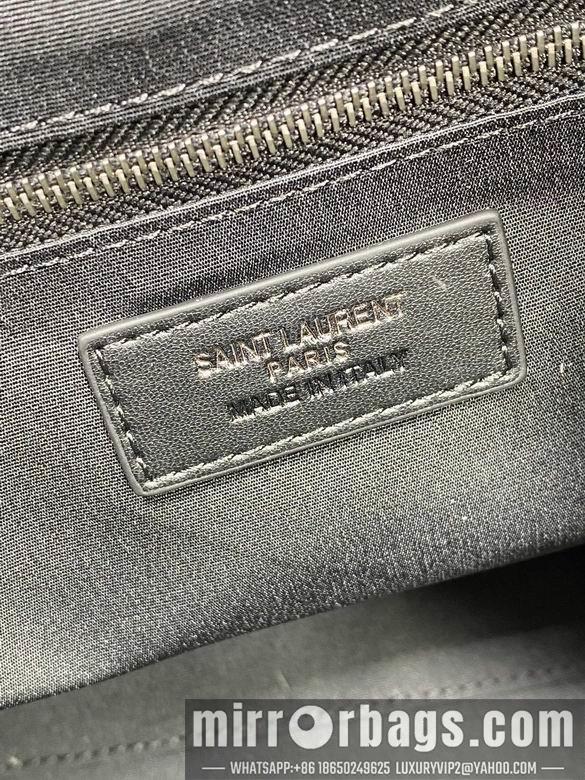 SAINT LAURENT
PARIS
MADE IN ITALY
mirrorbags.com
WHATSAPP:+86 18650249625 LUXURYVIP2@YAHOO.COM